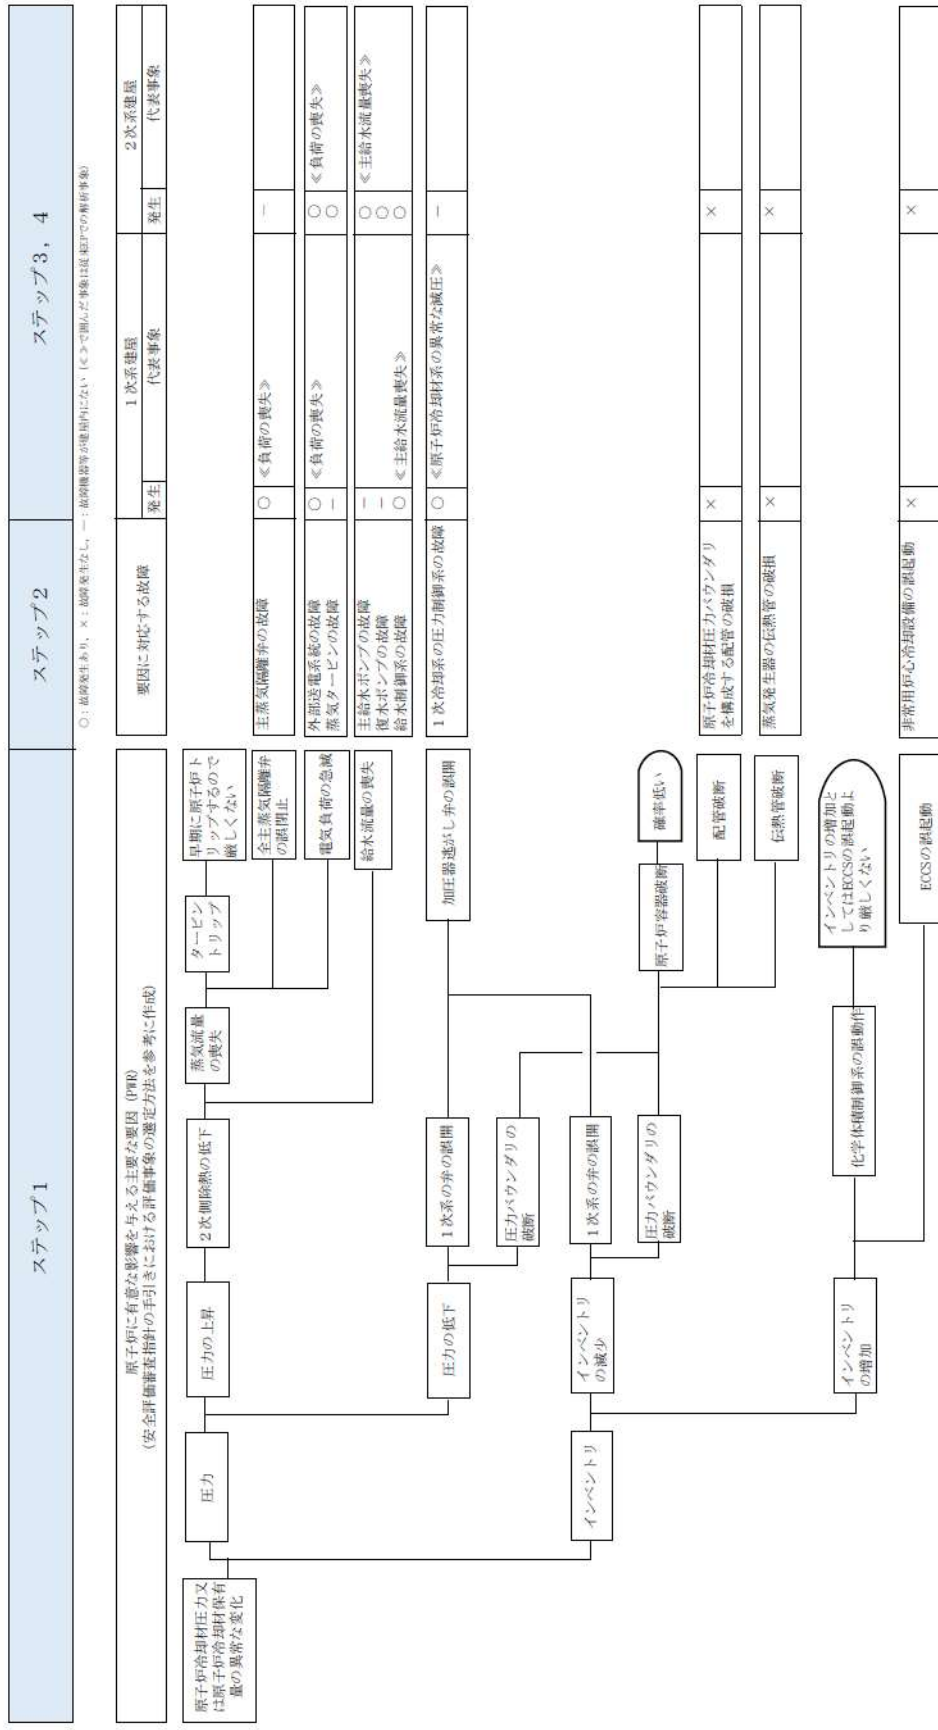 ステップ1
ステップ2
ステップ3，4
○：故障発生あり，×：故障発生なし，－：故障機器等が建屋内にない（≪≫で囲んだ事象は従来EPでの解析事象）
原子炉に有意な影響を与える主要な要因（PWR）
（安全評価審査指針の手引きにおける評価事象の選定方法を参考に作成）
要因に対応する故障
1次系建屋
発生
代表事象
2次系建屋
発生
代表事象
原子炉冷却材圧力又
は原子炉冷却材保有
量の異常な変化
圧力
圧力の上昇
2次側除熱の低下
蒸気流量
の喪失
タービン
トリップ
早期に原子炉ト
リップするので
厳しくない
全主蒸気隔離弁
の誤閉止
主蒸気隔離弁の故障
○
≪負荷の喪失≫
－
電気負荷の急減
外部送電系統の故障
蒸気タービンの故障
○
－
≪負荷の喪失≫
○
○
≪負荷の喪失≫
給水流量の喪失
主給水ポンプの故障
復水ポンプの故障
給水制御系の故障
－
－
○
≪主給水流量喪失≫
○
○
○
≪主給水流量喪失≫
圧力の低下
1次系の弁の誤開
加圧器逃がし弁の誤開
1次冷却系の圧力制御系の故障
○
≪原子炉冷却材系の異常な減圧≫
－
圧力バウンダリの
破断
インベントリ
インベントリ
の減少
1次系の弁の誤開
圧力バウンダリの
破断
原子炉容器破断
確率低い
配管破断
原子炉冷却材圧力バウンダリ
を構成する配管の破損
×
×
伝熱管破断
蒸気発生器の伝熱管の破損
×
×
インベントリ
の増加
化学体積制御系の誤動作
インベントリの増加と
してはECCSの誤起動よ
り厳しくない
ECCSの誤起動
非常用炉心冷却設備の誤起動
×
×